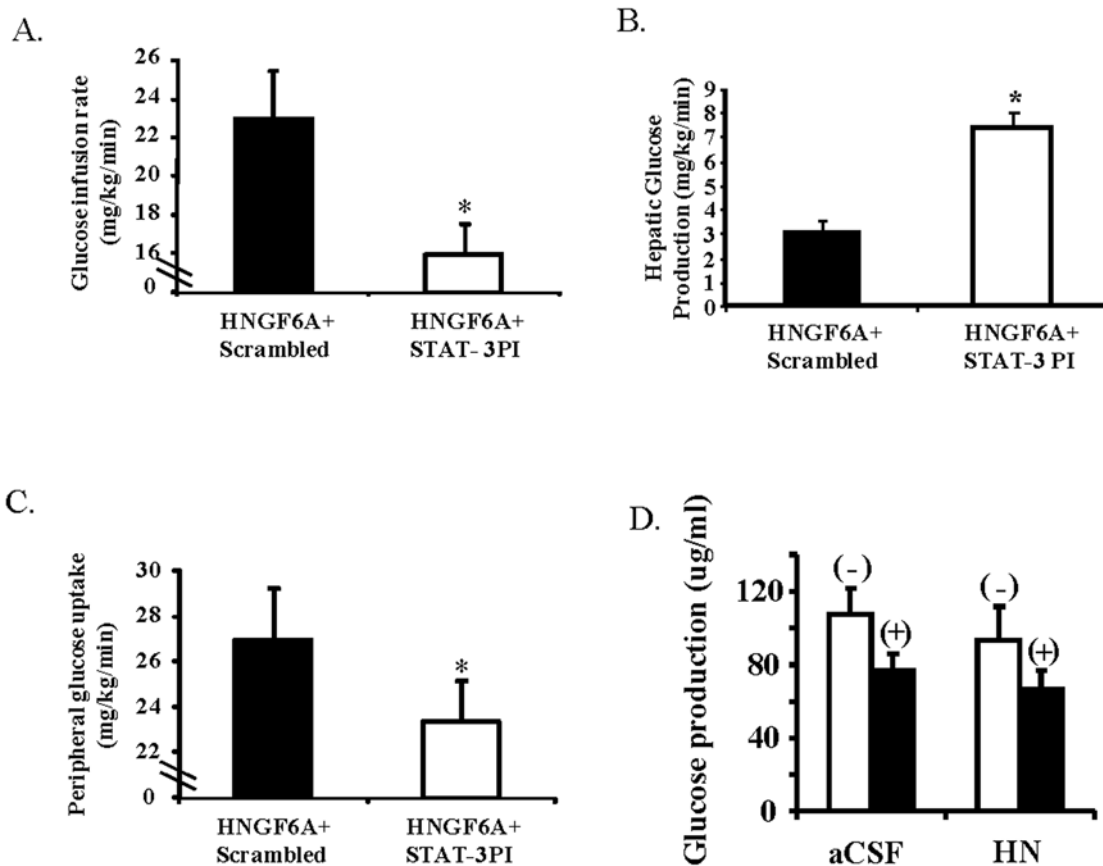 A.
Glucose infusion rate
(mg/kg/min)
26
24
22
20
18
16
0
*
HNGF6A+
Scrambled
HNGF6A+
STAT- 3PI
B.
Hepatic Glucose
Production (mg/kg/min)
9
8
7
6
5
4
3
2
1
0
*
HNGF6A+
Scrambled
HNGF6A+
STAT-3 PI
C.
Peripheral glucose uptake
(mg/kg/min)
30
28
26
24
22
0
*
HNGF6A+
Scrambled
HNGF6A+
STAT-3PI
D.
Glucose production (ug/ml)
120
80
40
0
(-)
(+)
(-)
(+)
aCSF
HN